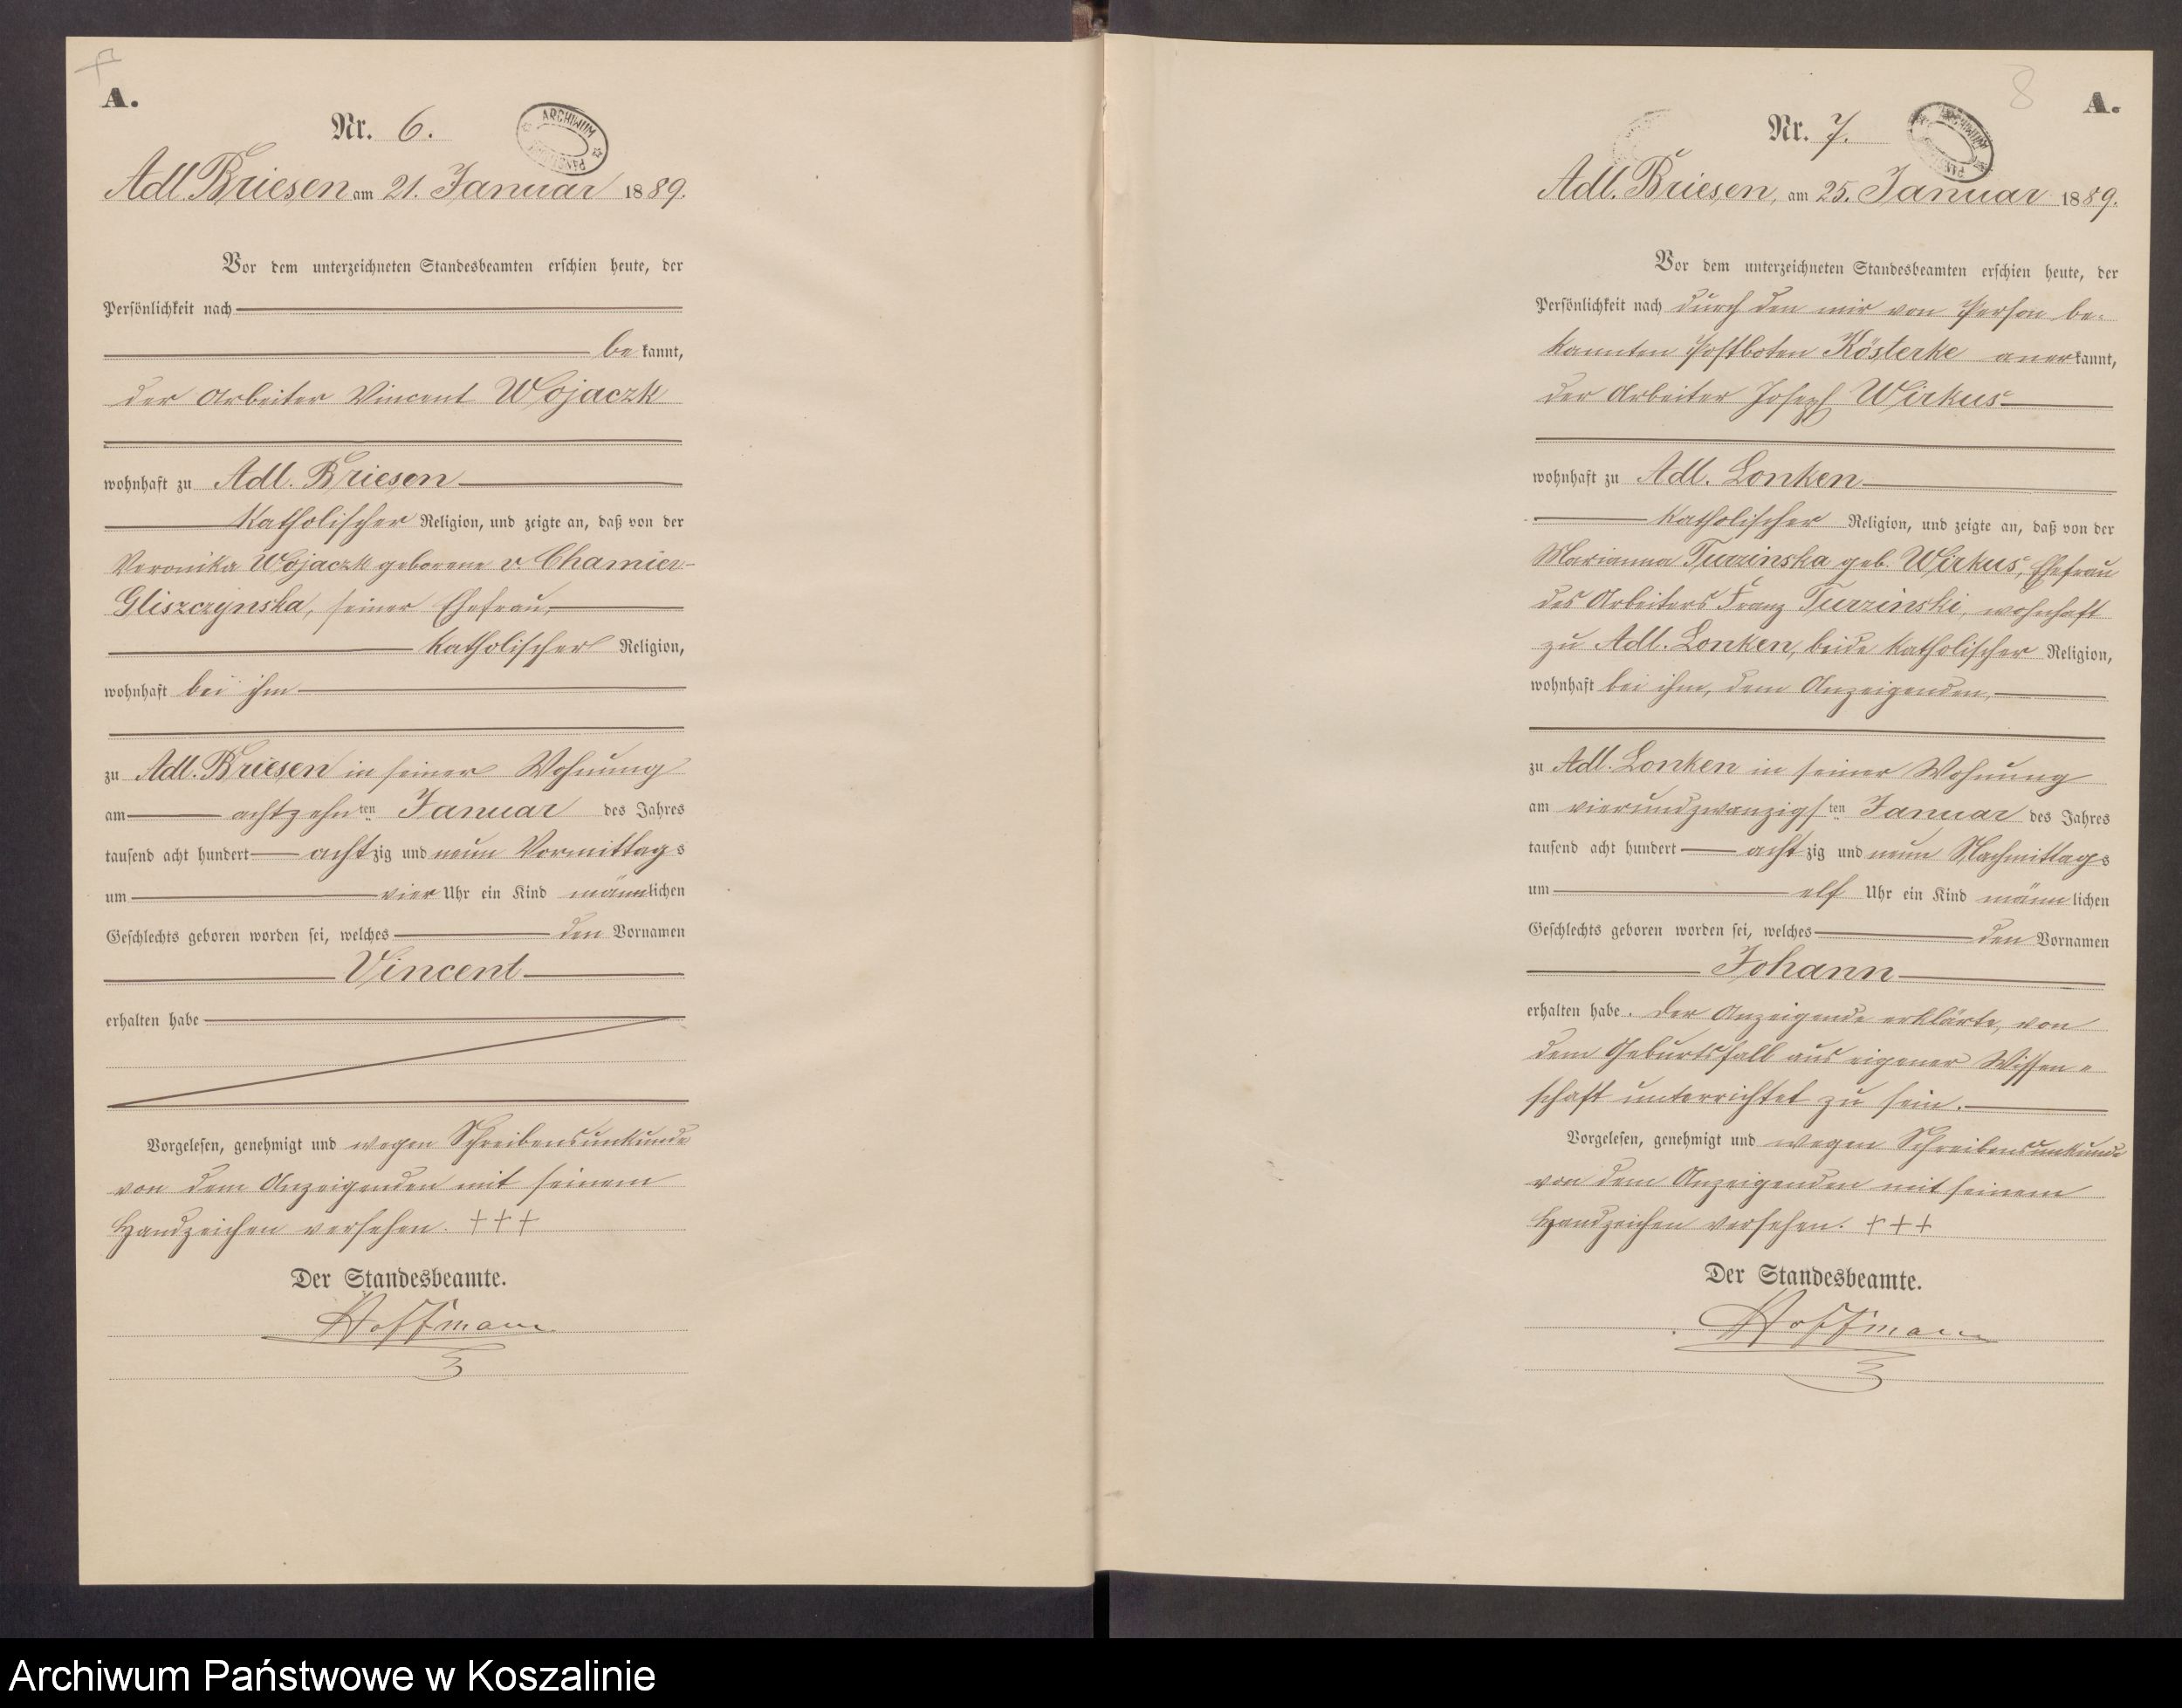 A.
Nr. 6.
ARCHIWUM
Adl. Briesen am 21. Januar 1889.
Vor dem unterzeichneten Standesbeamten erschien heute, der
Persönlichkeit nach
be kannt,
der Arbeiter Vincent Wojaczk
wohnhaft zu Adl. Briesen
katholischer Religion, und zeigte an, daß von der
Veronika Wojaczk geborene v. Chamier-
Gliszczynska, seiner Ehefrau,
katholischer Religion,
wohnhaft bei ihm
zu Adl. Briesen in seiner Wohnung
am achtzehn ten Januar des Jahres
tausend acht hundert achtzig und neun Vormittags
um vier Uhr ein Kind männlichen
Geschlechts geboren worden sei, welches den Vornamen
Vincent
erhalten habe
Vorgelesen, genehmigt und wegen Schreibensunkunde
von dem Anzeigenden mit seinem
Handzeichen versehen. +++
Der Standesbeamte.
Hoffmann
8
A.
Nr. 7.
ARCHIWUM
Adl. Briesen, am 25. Januar 1889.
Vor dem unterzeichneten Standesbeamten erschien heute, der
Persönlichkeit nach durch den mir von Person be-
kannten Postboten Kösterke anerkannt,
der Arbeiter Joseph Wirkus
wohnhaft zu Adl. Lonken
katholischer Religion, und zeigte an, daß von der
Marianna Turzinska geb. Wirkus, Ehefrau
des Arbeiters Franz Turzinski, wohnhaft
zu Adl. Lonken, beide katholischer Religion,
wohnhaft bei ihm, dem Anzeigenden,
zu Adl. Lonken in seiner Wohnung
am vierundzwanzigsten Januar des Jahres
tausend acht hundert achtzig und neun Nachmittags
um elf Uhr ein Kind männlichen
Geschlechts geboren worden sei, welches den Vornamen
Johann
erhalten habe. Der Anzeigende erklärte, von
dem Geburtsfall aus eigener Wissen-
schaft unterrichtet zu sein.
Vorgelesen, genehmigt und wegen Schreibensunkunde
von dem Anzeigenden mit seinem
Handzeichen versehen. +++
Der Standesbeamte.
Hoffmann
Archiwum Państwowe w Koszalinie